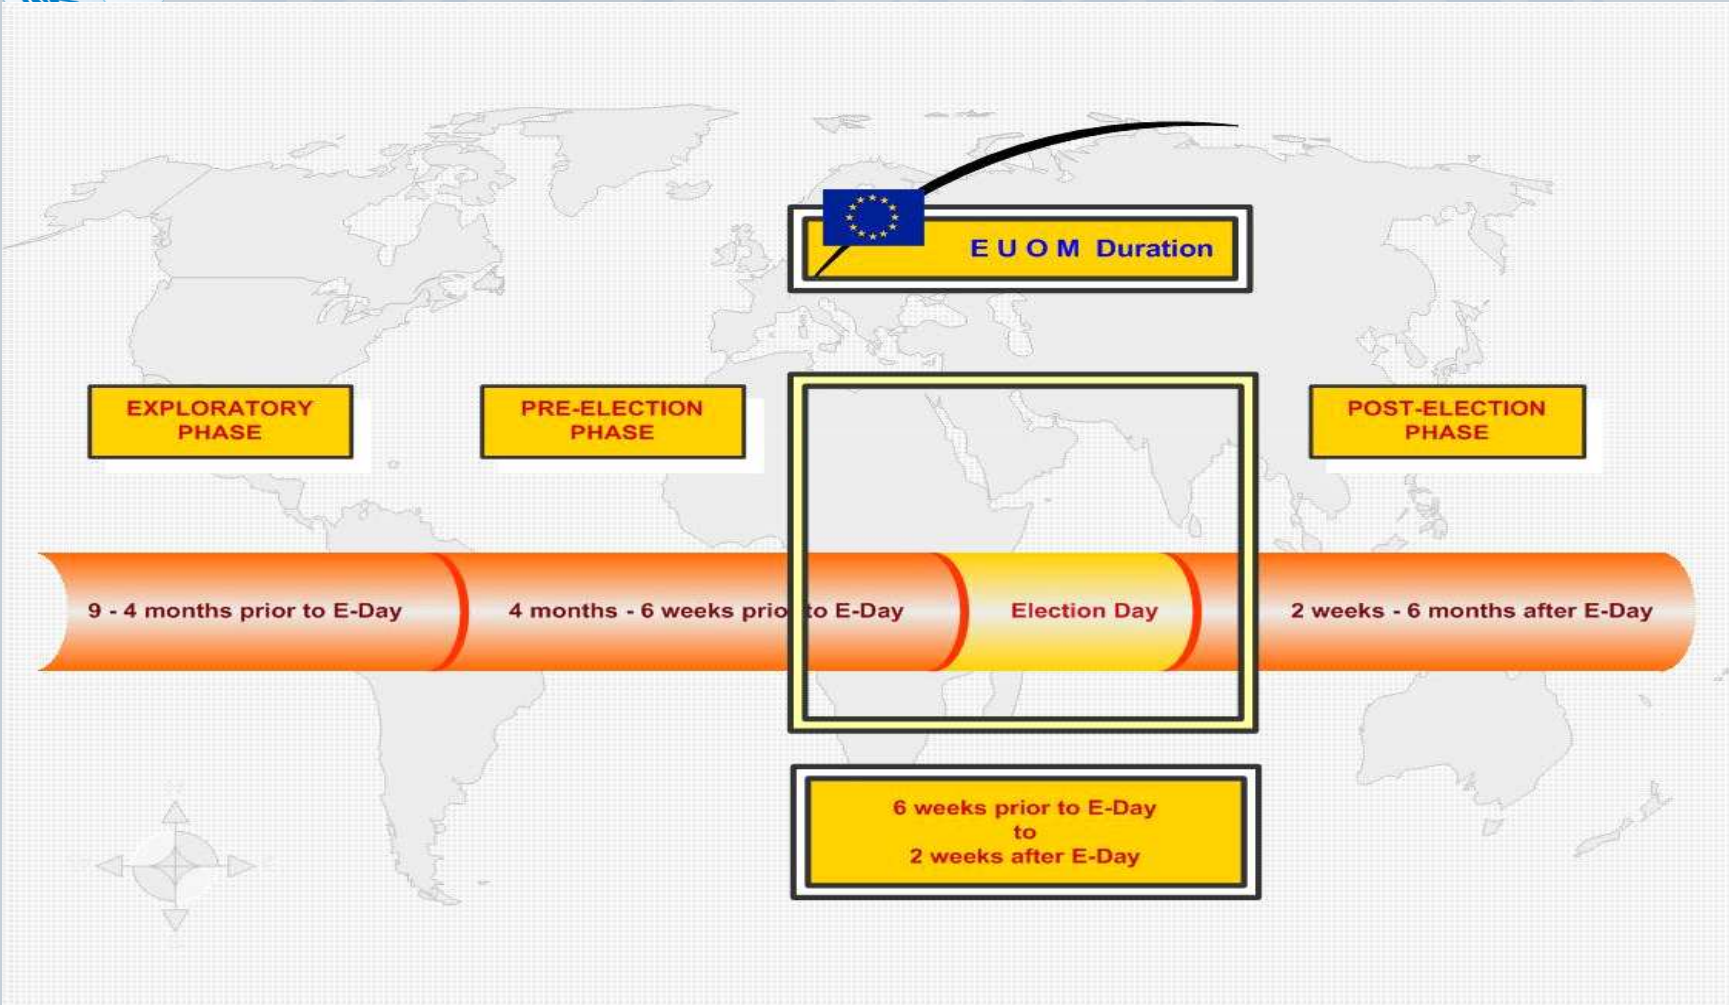 E U O M Duration
EXPLORATORY
PHASE
PRE-ELECTION
PHASE
POST-ELECTION
PHASE
9 - 4 months prior to E-Day
4 months - 6 weeks prior to E-Day
Election Day
2 weeks - 6 months after E-Day
6 weeks prior to E-Day
to
2 weeks after E-Day